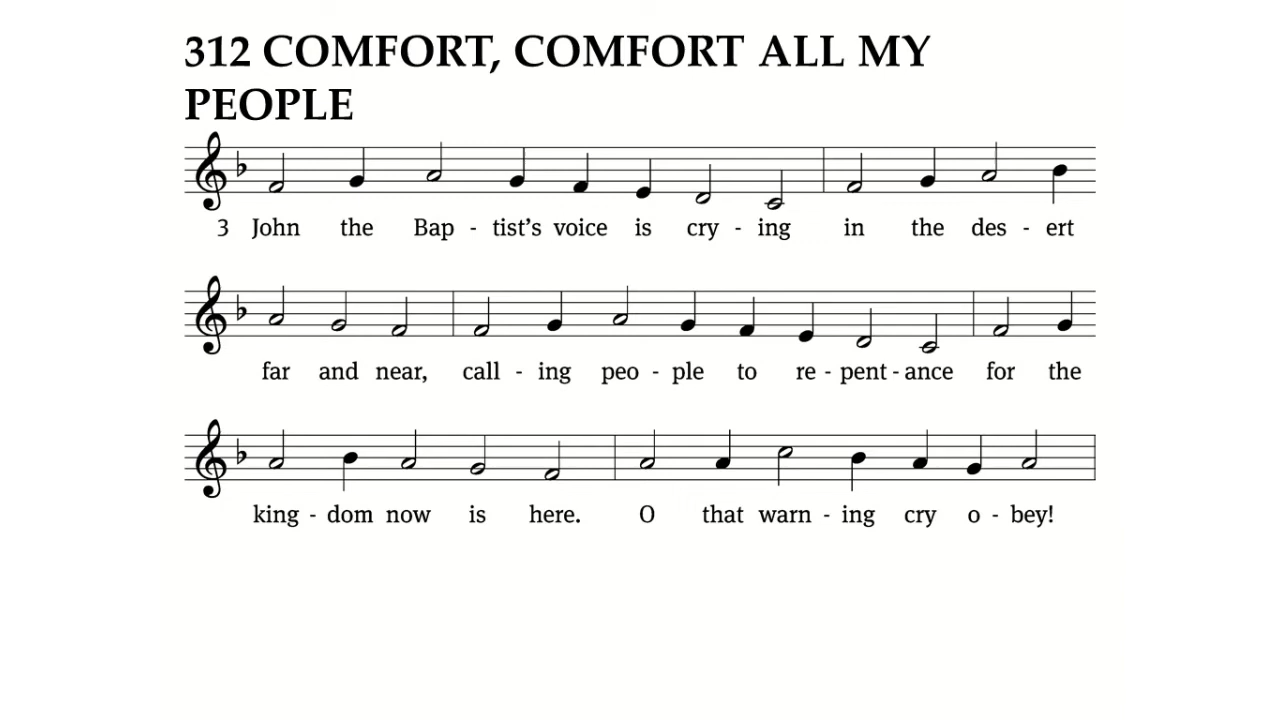 312 COMFORT, COMFORT ALL MY
PEOPLE
3 John the Bap - tist’s voice is cry - ing in the des - ert
far and near, call - ing peo - ple to re - pent - ance for the
king - dom now is here. O that warn - ing cry o - bey!